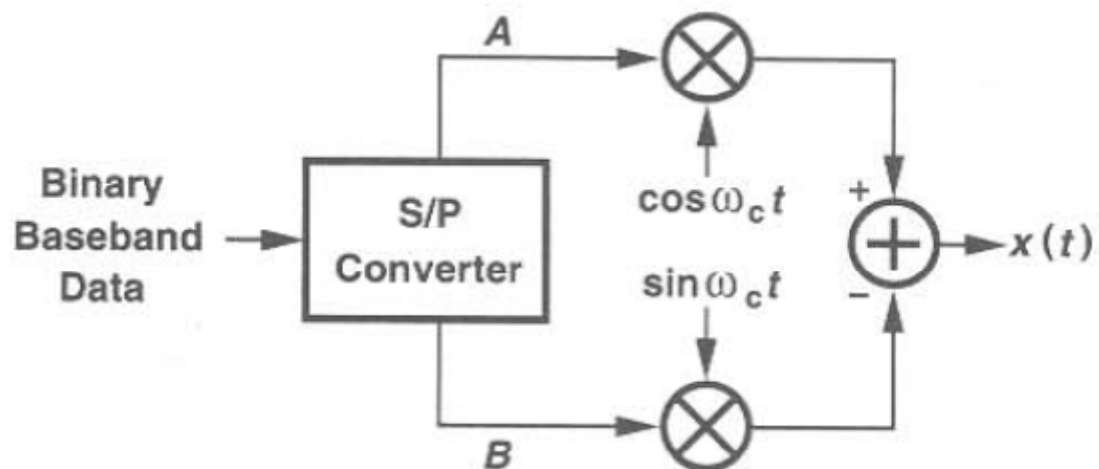 A
Binary
Baseband
Data
S/P
Converter
cos ω_c t
sin ω_c t
+
−
x(t)
B